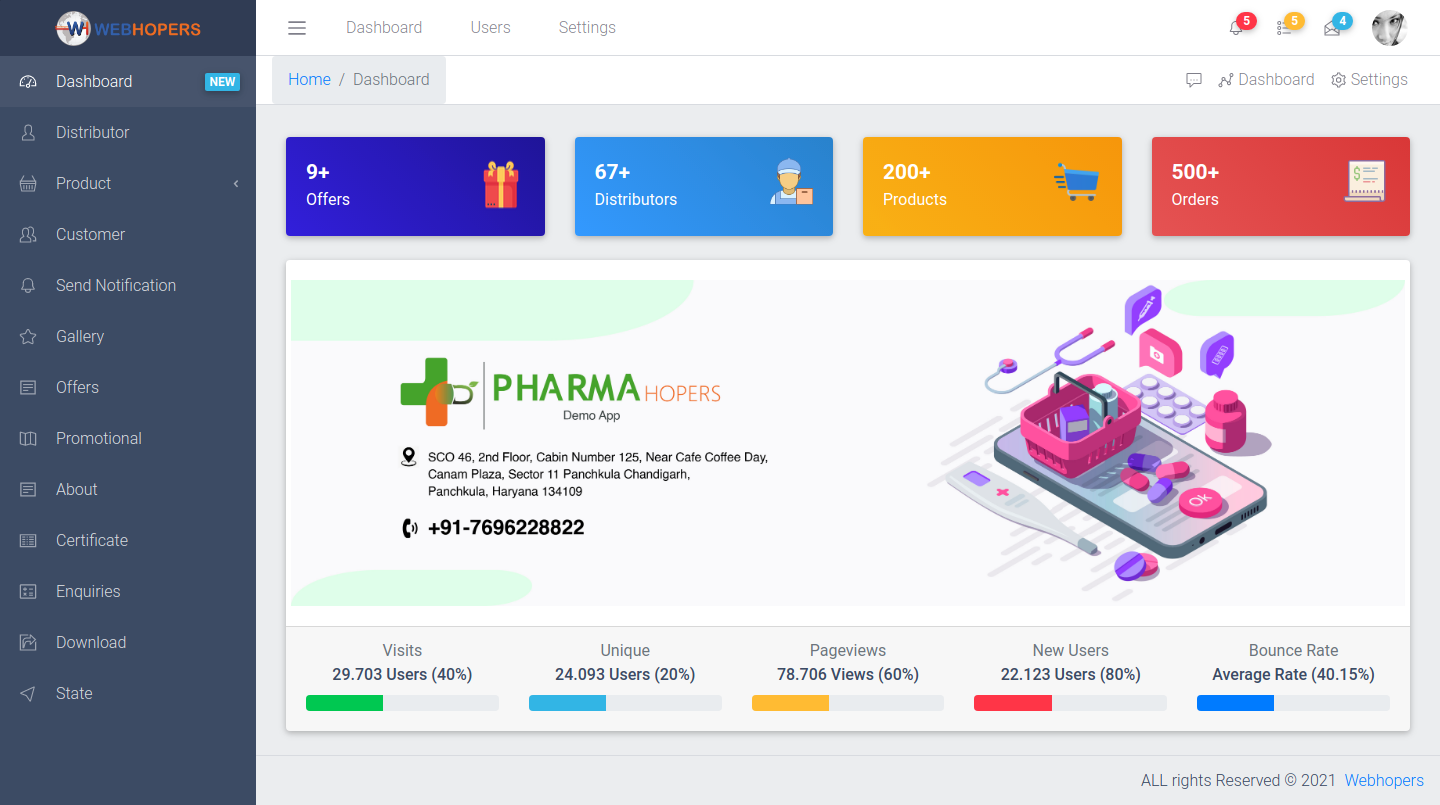 WEBHOPERS
Dashboard Users Settings
5 5 4
Dashboard NEW
Distributor
Product
Customer
Send Notification
Gallery
Offers
Promotional
About
Certificate
Enquiries
Download
State
Home / Dashboard
Dashboard Settings
9+
Offers
67+
Distributors
200+
Products
500+
Orders
PHARMA HOPERS
Demo App
SCO 46, 2nd Floor, Cabin Number 125, Near Cafe Coffee Day,
Canam Plaza, Sector 11 Panchkula Chandigarh,
Panchkula, Haryana 134109
+91-7696228822
Ok
Visits
29.703 Users (40%)
Unique
24.093 Users (20%)
Pageviews
78.706 Views (60%)
New Users
22.123 Users (80%)
Bounce Rate
Average Rate (40.15%)
ALL rights Reserved © 2021 Webhopers